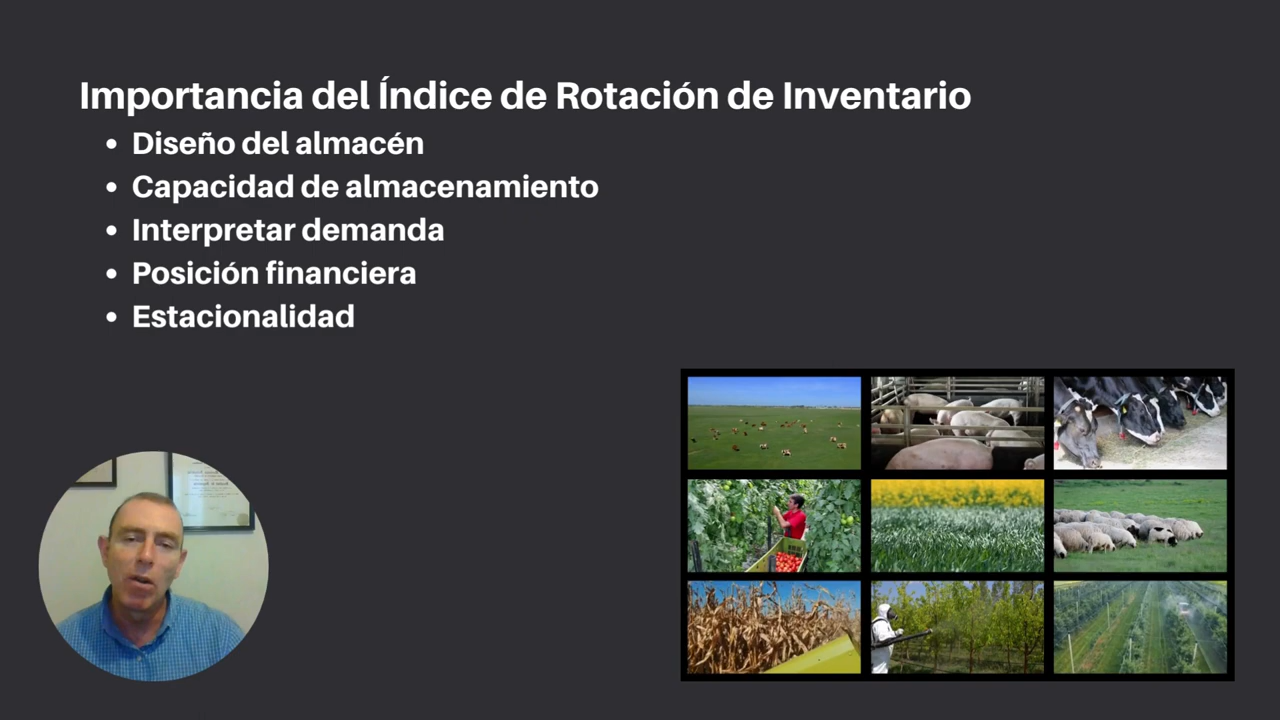 Importancia del Índice de Rotación de Inventario
• Diseño del almacén
• Capacidad de almacenamiento
• Interpretar demanda
• Posición financiera
• Estacionalidad